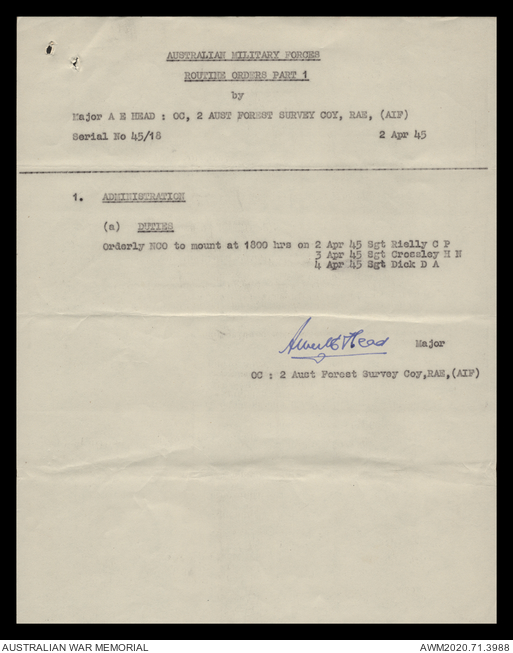 AUSTRALIAN MILITARY FORCES
ROUTINE ORDERS PART 1
by
Major A E HEAD : OC, 2 AUST FOREST SURVEY COY, RAE, (AIF)
Serial No 45/18 2 Apr 45
1. ADMINISTRATION
(a) DUTIES
Orderly NCO to mount at 1800 hrs on 2 Apr 45 Sgt Rielly C P
3 Apr 45 Sgt Crossley H N
4 Apr 45 Sgt Dick D A
Head Major
OC : 2 Aust Forest Survey Coy,RAE,(AIF)
AUSTRALIAN WAR MEMORIAL AWM2020.71.3988